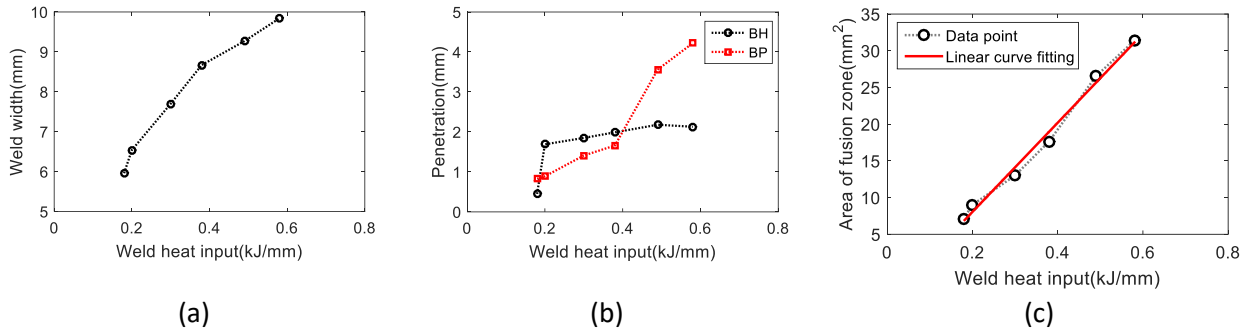 10
9
8
7
6
5
0
0.2
0.4
0.6
0.8
Weld width(mm)
Weld heat input(kJ/mm)
(a)
5
4
3
2
1
0
0
0.2
0.4
0.6
0.8
Penetration(mm)
Weld heat input(kJ/mm)
BH
BP
(b)
35
30
25
20
15
10
5
0
0.2
0.4
0.6
0.8
Area of fusion zone(mm²)
Weld heat input(kJ/mm)
Data point
Linear curve fitting
(c)